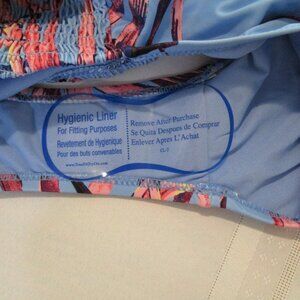 Hygienic Liner
For Fitting Purposes
Revetement de Hygienique
Pour des buts convenables
Remove After Purchase
Se Quita Despues de Comprar
Enlever Apres L'Achat